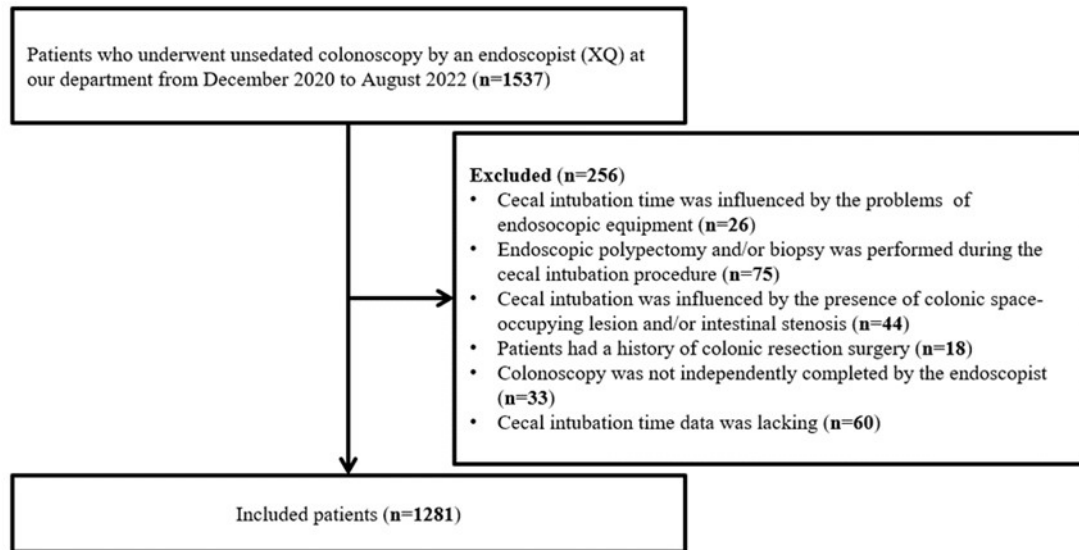 Patients who underwent unsedated colonoscopy by an endoscopist (XQ) at
our department from December 2020 to August 2022 (n=1537)
Excluded (n=256)
• Cecal intubation time was influenced by the problems of
endosocopic equipment (n=26)
• Endoscopic polypectomy and/or biopsy was performed during the
cecal intubation procedure (n=75)
• Cecal intubation was influenced by the presence of colonic space-
occupying lesion and/or intestinal stenosis (n=44)
• Patients had a history of colonic resection surgery (n=18)
• Colonoscopy was not independently completed by the endoscopist
(n=33)
• Cecal intubation time data was lacking (n=60)
Included patients (n=1281)